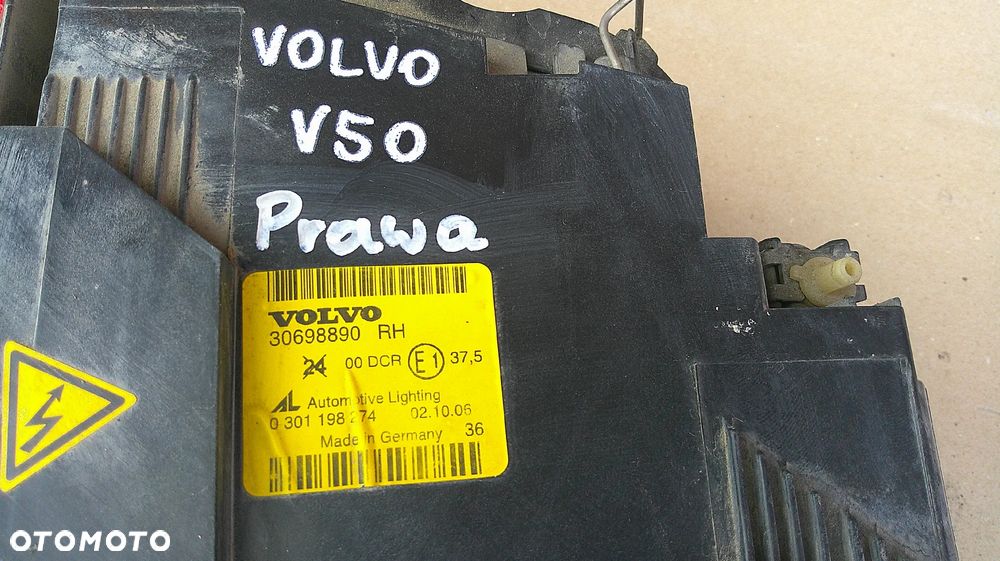 VOLVO
V50
Prawa
VOLVO
30698890 RH
24 00 DCR E1 37,5
AL Automotive Lighting
0 301 198 274 02.10.06
Made in Germany 36
OTOMOTO